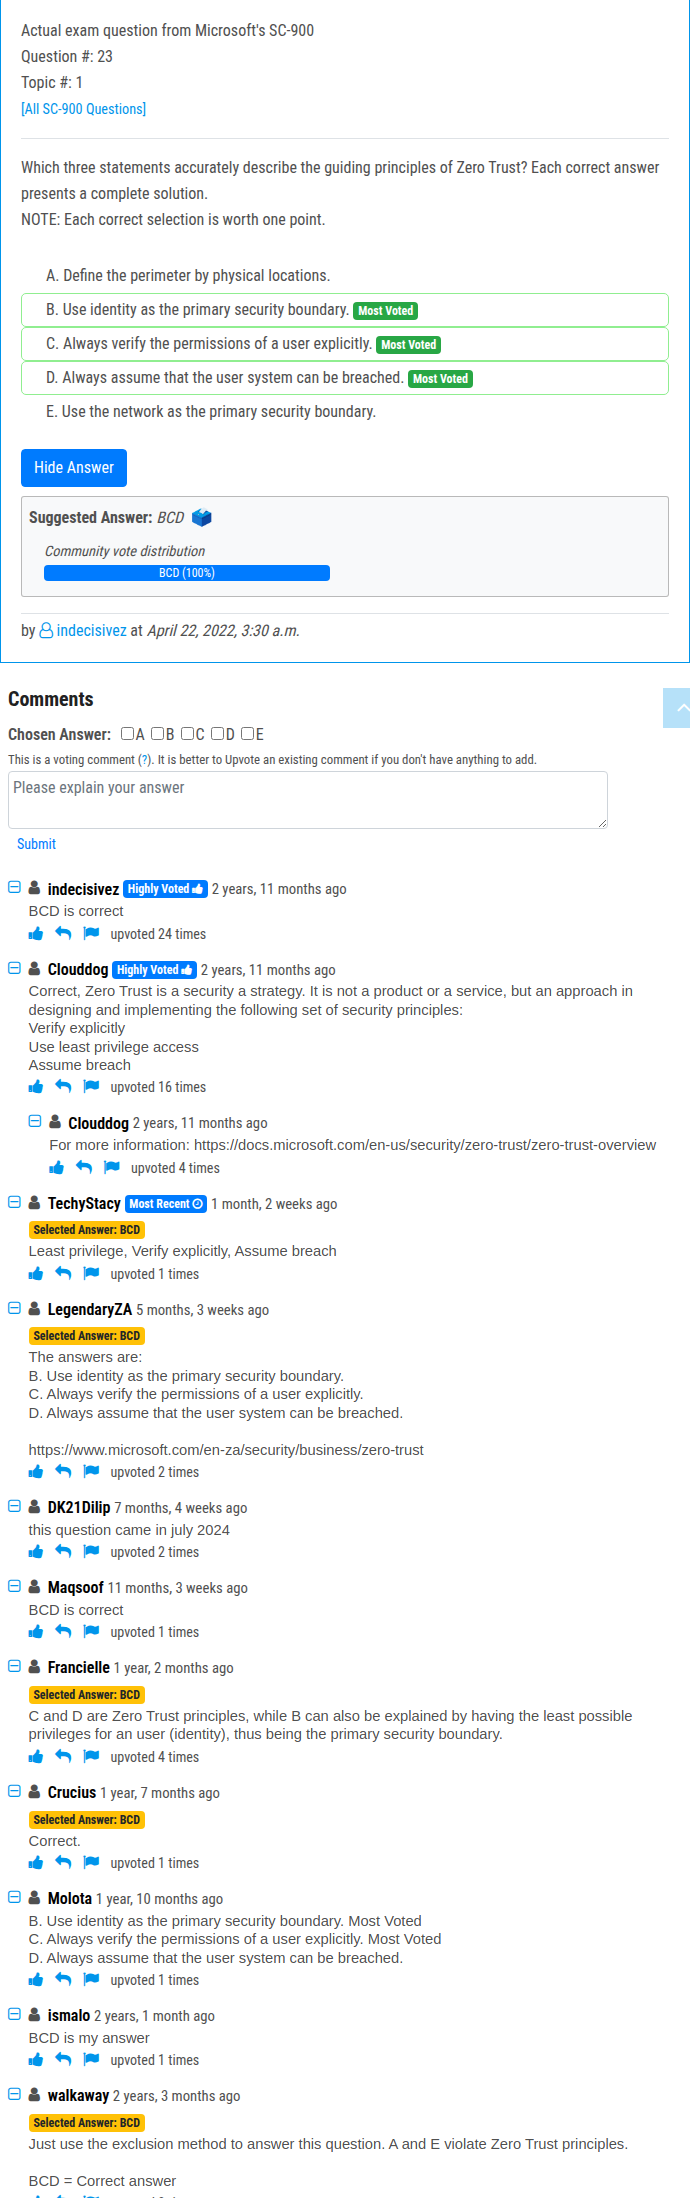 Actual exam question from Microsoft's SC-900
Question #: 23
Topic #: 1
[All SC-900 Questions]
Which three statements accurately describe the guiding principles of Zero Trust? Each correct answer
presents a complete solution.
NOTE: Each correct selection is worth one point.
A. Define the perimeter by physical locations.
B. Use identity as the primary security boundary. Most Voted
C. Always verify the permissions of a user explicitly. Most Voted
D. Always assume that the user system can be breached. Most Voted
E. Use the network as the primary security boundary.
Hide Answer
Suggested Answer: BCD
Community vote distribution
BCD (100%)
by indecisivez at April 22, 2022, 3:30 a.m.
Comments
Chosen Answer: A B C D E
This is a voting comment (?). It is better to Upvote an existing comment if you don't have anything to add.
Please explain your answer
Submit
indecisivez Highly Voted 2 years, 11 months ago
BCD is correct
upvoted 24 times
Clouddog Highly Voted 2 years, 11 months ago
Correct, Zero Trust is a security a strategy. It is not a product or a service, but an approach in
designing and implementing the following set of security principles:
Verify explicitly
Use least privilege access
Assume breach
upvoted 16 times
Clouddog 2 years, 11 months ago
For more information: https://docs.microsoft.com/en-us/security/zero-trust/zero-trust-overview
upvoted 4 times
TechyStacy Most Recent 1 month, 2 weeks ago
Selected Answer: BCD
Least privilege, Verify explicitly, Assume breach
upvoted 1 times
LegendaryZA 5 months, 3 weeks ago
Selected Answer: BCD
The answers are:
B. Use identity as the primary security boundary.
C. Always verify the permissions of a user explicitly.
D. Always assume that the user system can be breached.
https://www.microsoft.com/en-za/security/business/zero-trust
upvoted 2 times
DK21Dilip 7 months, 4 weeks ago
this question came in july 2024
upvoted 2 times
Maqsoof 11 months, 3 weeks ago
BCD is correct
upvoted 1 times
Francielle 1 year, 2 months ago
Selected Answer: BCD
C and D are Zero Trust principles, while B can also be explained by having the least possible
privileges for an user (identity), thus being the primary security boundary.
upvoted 4 times
Crucius 1 year, 7 months ago
Selected Answer: BCD
Correct.
upvoted 1 times
Molota 1 year, 10 months ago
B. Use identity as the primary security boundary. Most Voted
C. Always verify the permissions of a user explicitly. Most Voted
D. Always assume that the user system can be breached.
upvoted 1 times
ismalo 2 years, 1 month ago
BCD is my answer
upvoted 1 times
walkaway 2 years, 3 months ago
Selected Answer: BCD
Just use the exclusion method to answer this question. A and E violate Zero Trust principles.
BCD = Correct answer